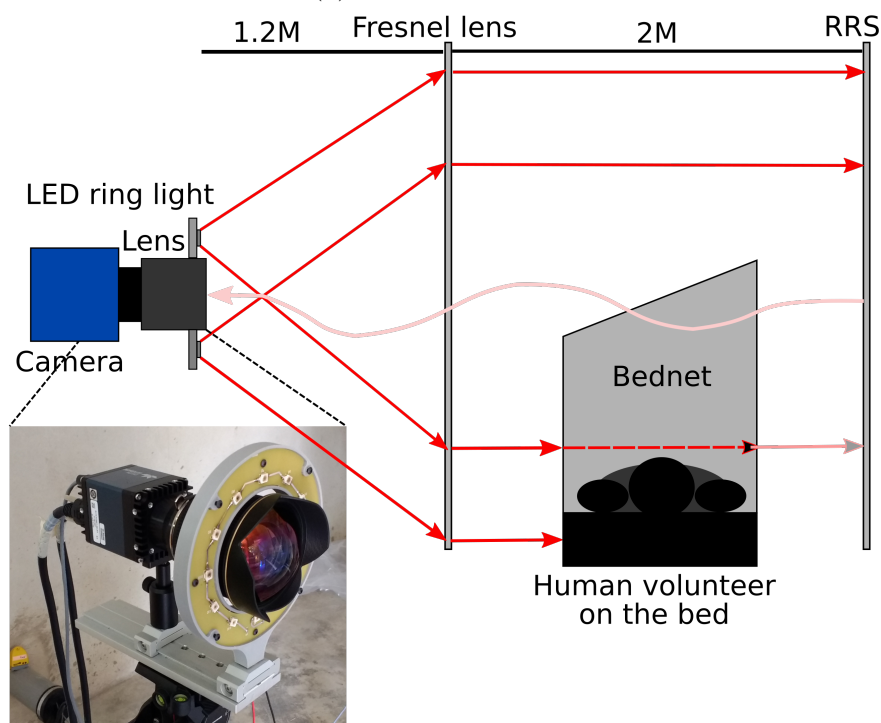 1.2M
Fresnel lens
2M
RRS
LED ring light
Lens
Camera
Bednet
Human volunteer
on the bed